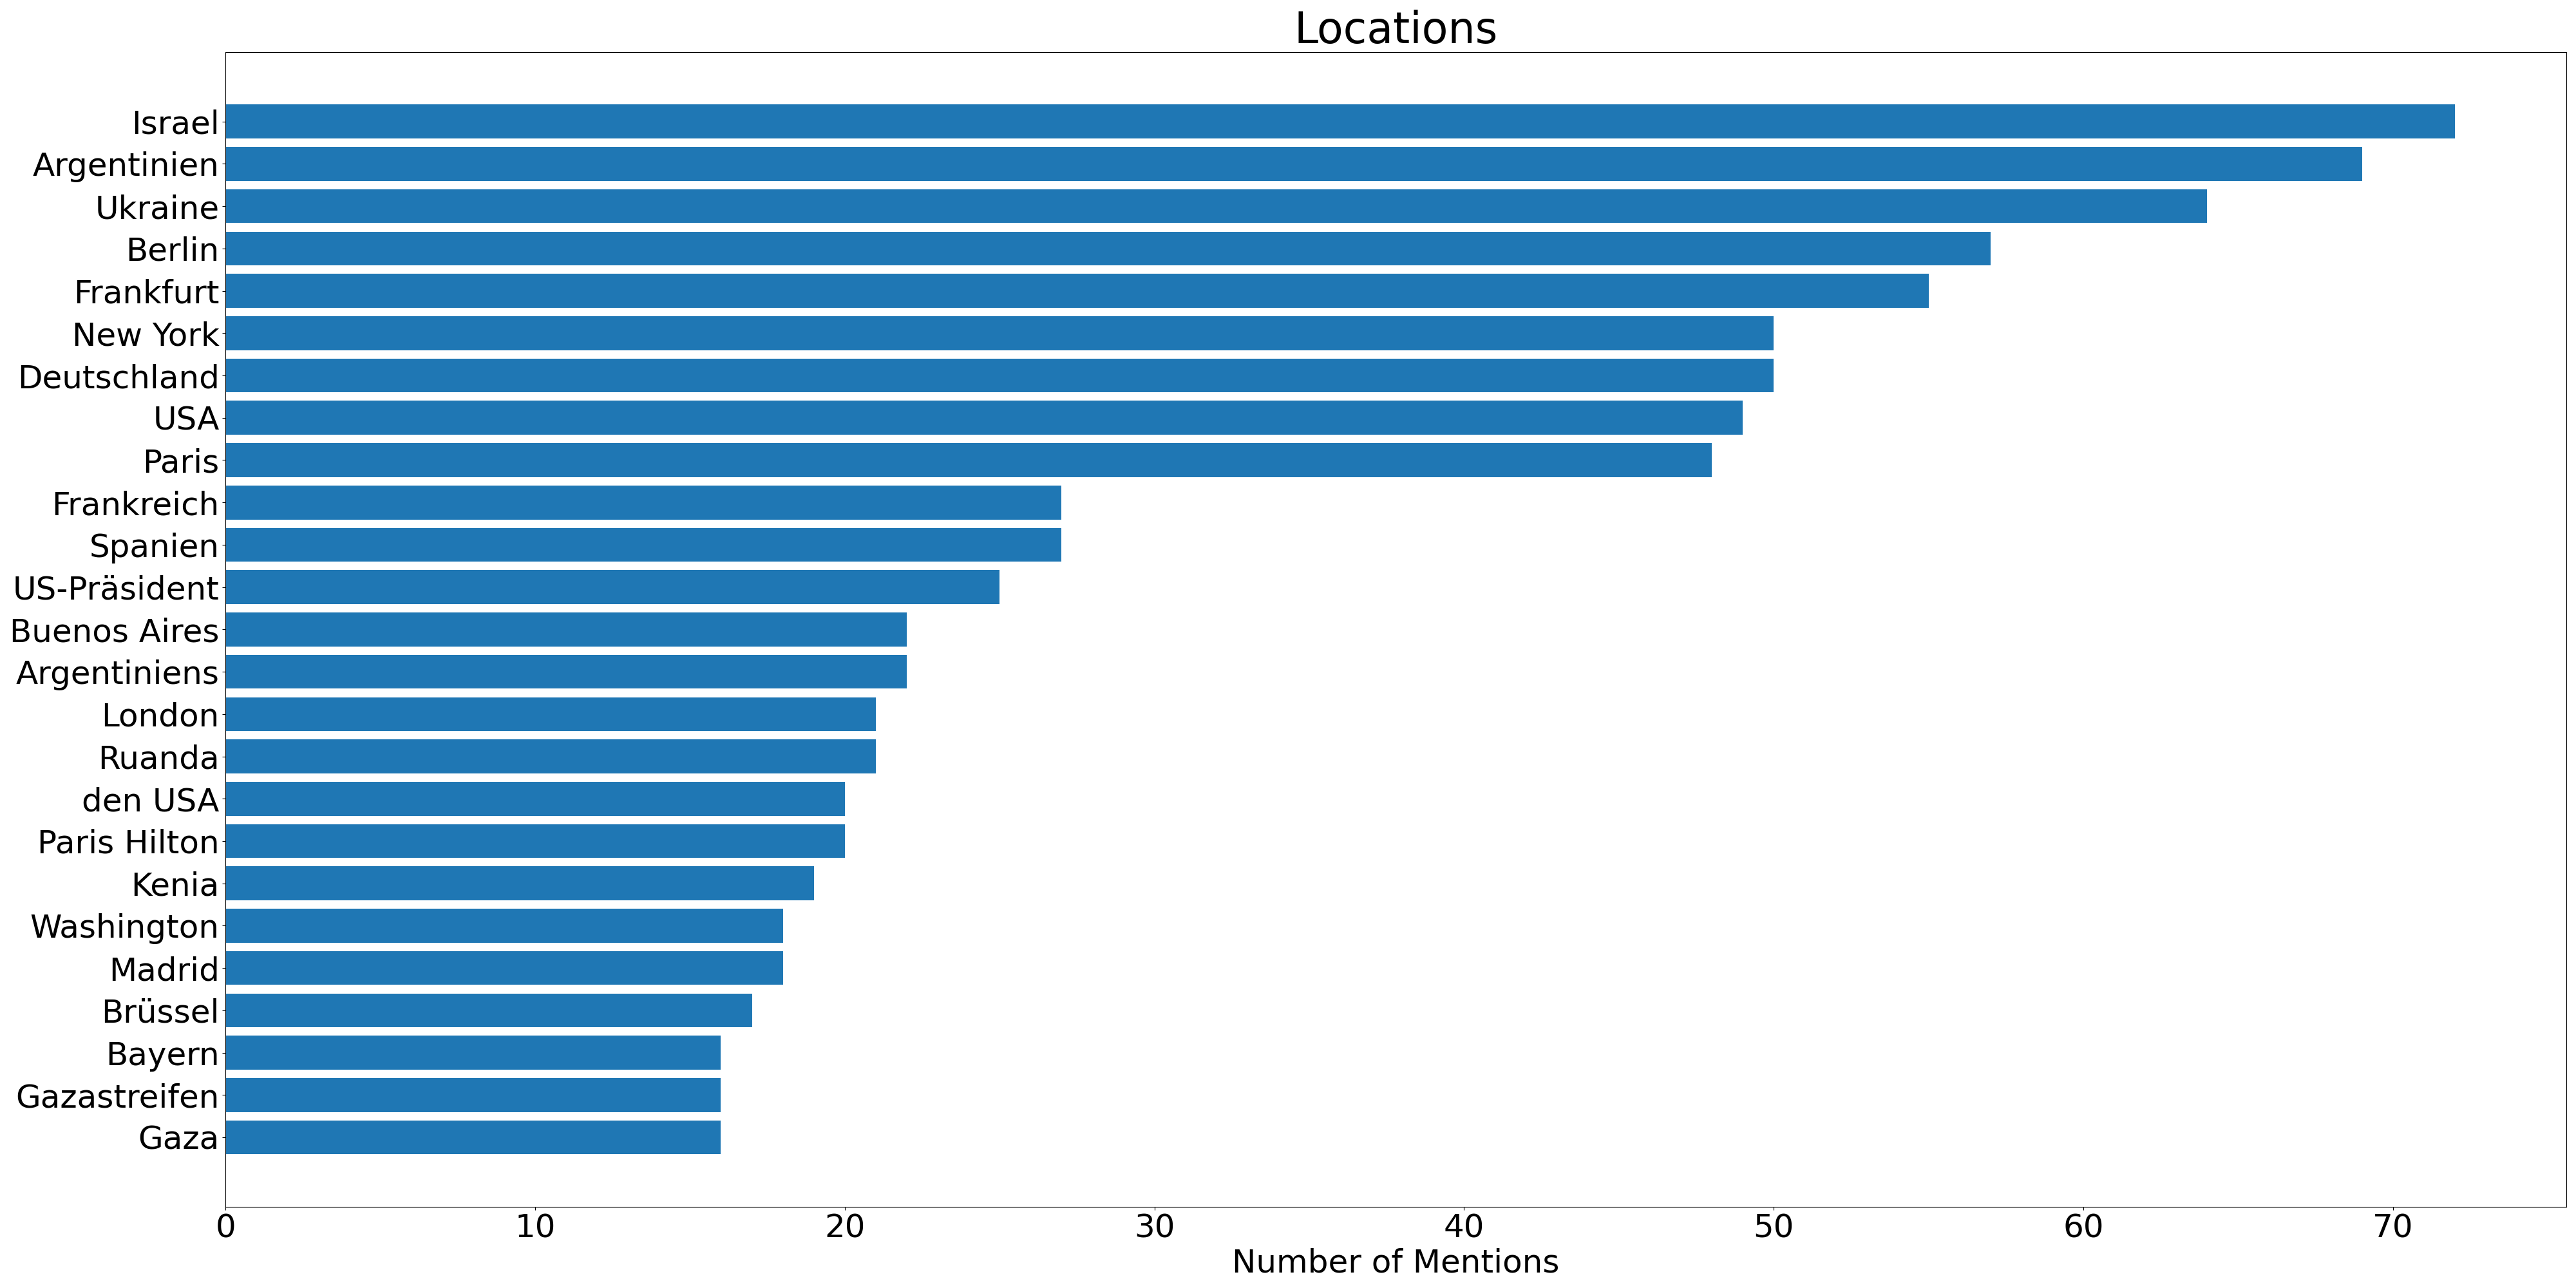 Locations
Israel
Argentinien
Ukraine
Berlin
Frankfurt
New York
Deutschland
USA
Paris
Frankreich
Spanien
US-Präsident
Buenos Aires
Argentiniens
London
Ruanda
den USA
Paris Hilton
Kenia
Washington
Madrid
Brüssel
Bayern
Gazastreifen
Gaza
0 10 20 30 40 50 60 70
Number of Mentions